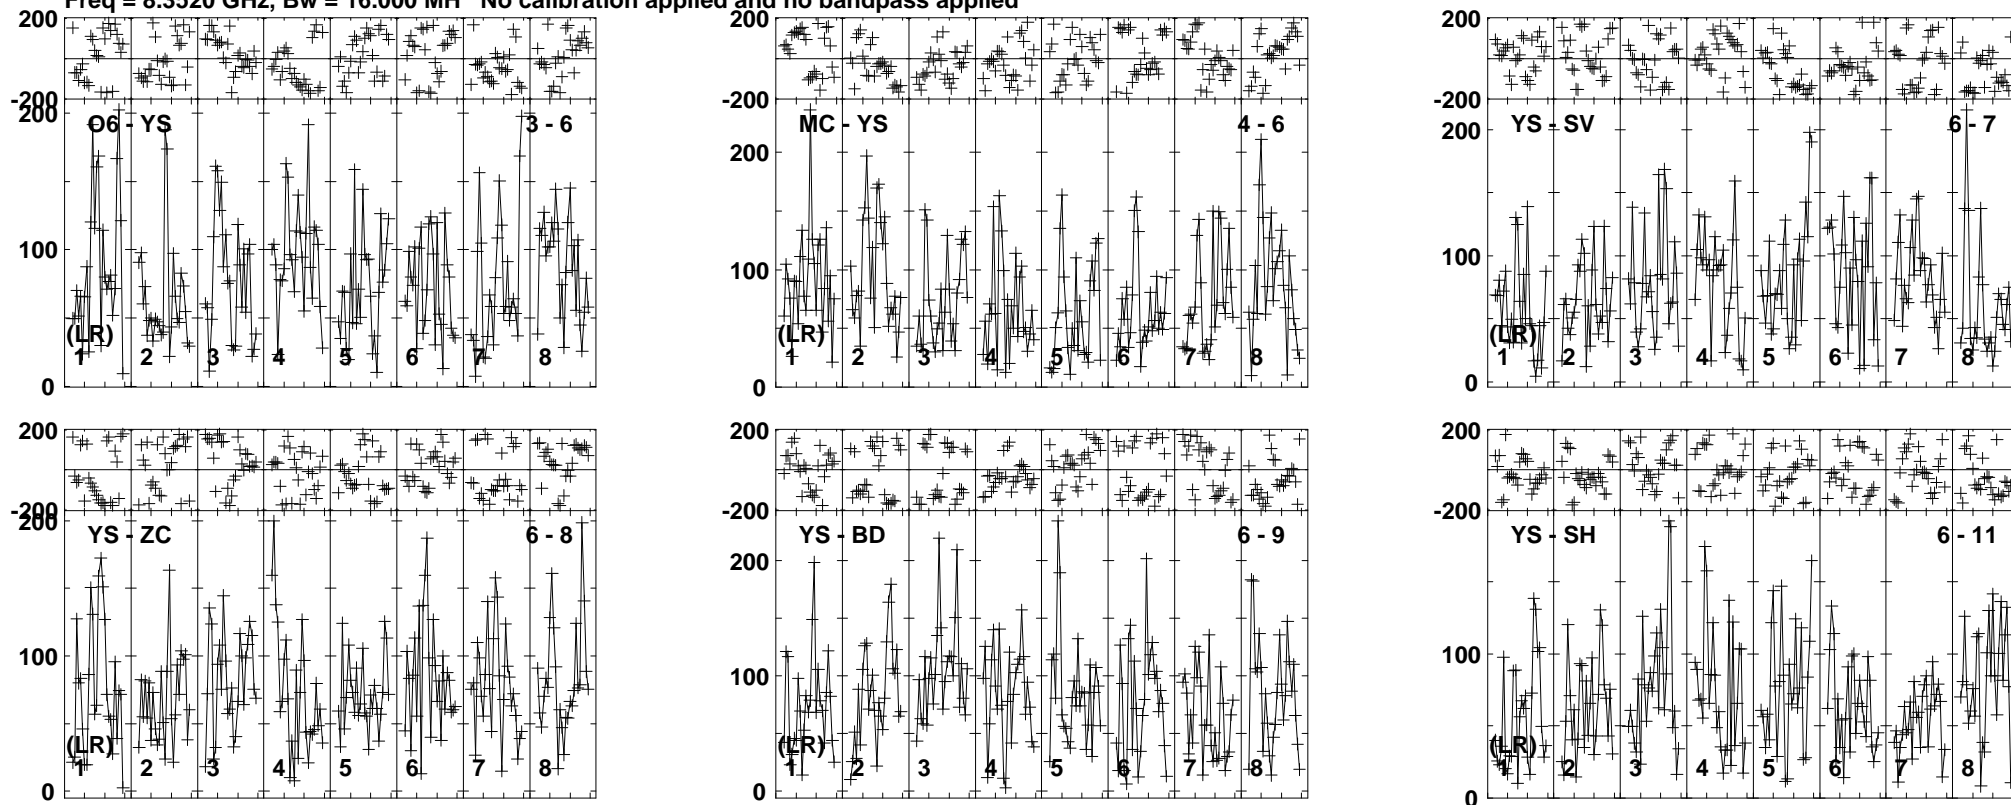 Freq = 8.3520 GHz, Bw = 16.000 MH No calibration applied and no bandpass applied
200
-200
200
100
0
O6 - YS
3 - 6
(LR)
1 2 3 4 5 6 7 8
200
-200
200
100
0
MC - YS
4 - 6
(LR)
1 2 3 4 5 6 7 8
200
-200
200
100
0
YS - SV
6 - 7
(LR)
1 2 3 4 5 6 7 8
200
-200
200
100
0
YS - ZC
6 - 8
(LR)
1 2 3 4 5 6 7 8
200
-200
200
100
0
YS - BD
6 - 9
(LR)
1 2 3 4 5 6 7 8
200
-200
100
0
YS - SH
6 - 11
(LR)
1 2 3 4 5 6 7 8